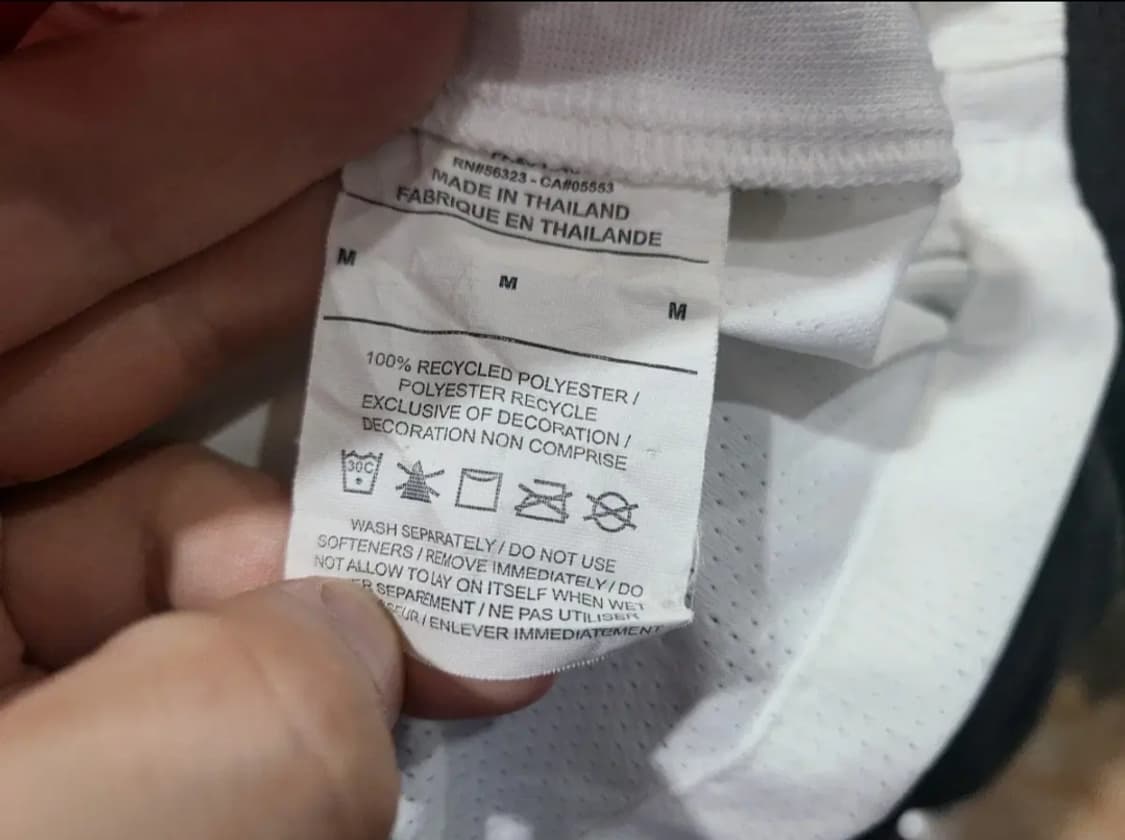 RN#56323 - CA#05553
MADE IN THAILAND
FABRIQUE EN THAILANDE
M M M
100% RECYCLED POLYESTER /
POLYESTER RECYCLE
EXCLUSIVE OF DECORATION /
DECORATION NON COMPRISE
30C
WASH SEPARATELY / DO NOT USE
SOFTENERS / REMOVE IMMEDIATELY / DO
NOT ALLOW TO LAY ON ITSELF WHEN WET
SEPAREMENT / NE PAS UTILISER
/ ENLEVER IMMEDIATEMENT